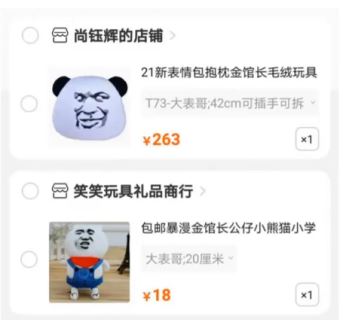 尚钰辉的店铺
21新表情包抱枕金馆长毛绒玩具
T73-大表哥;42cm可插手可拆
¥263
×1
笑笑玩具礼品商行
包邮暴漫金馆长公仔小熊猫小学
大表哥;20厘米
¥18
×1